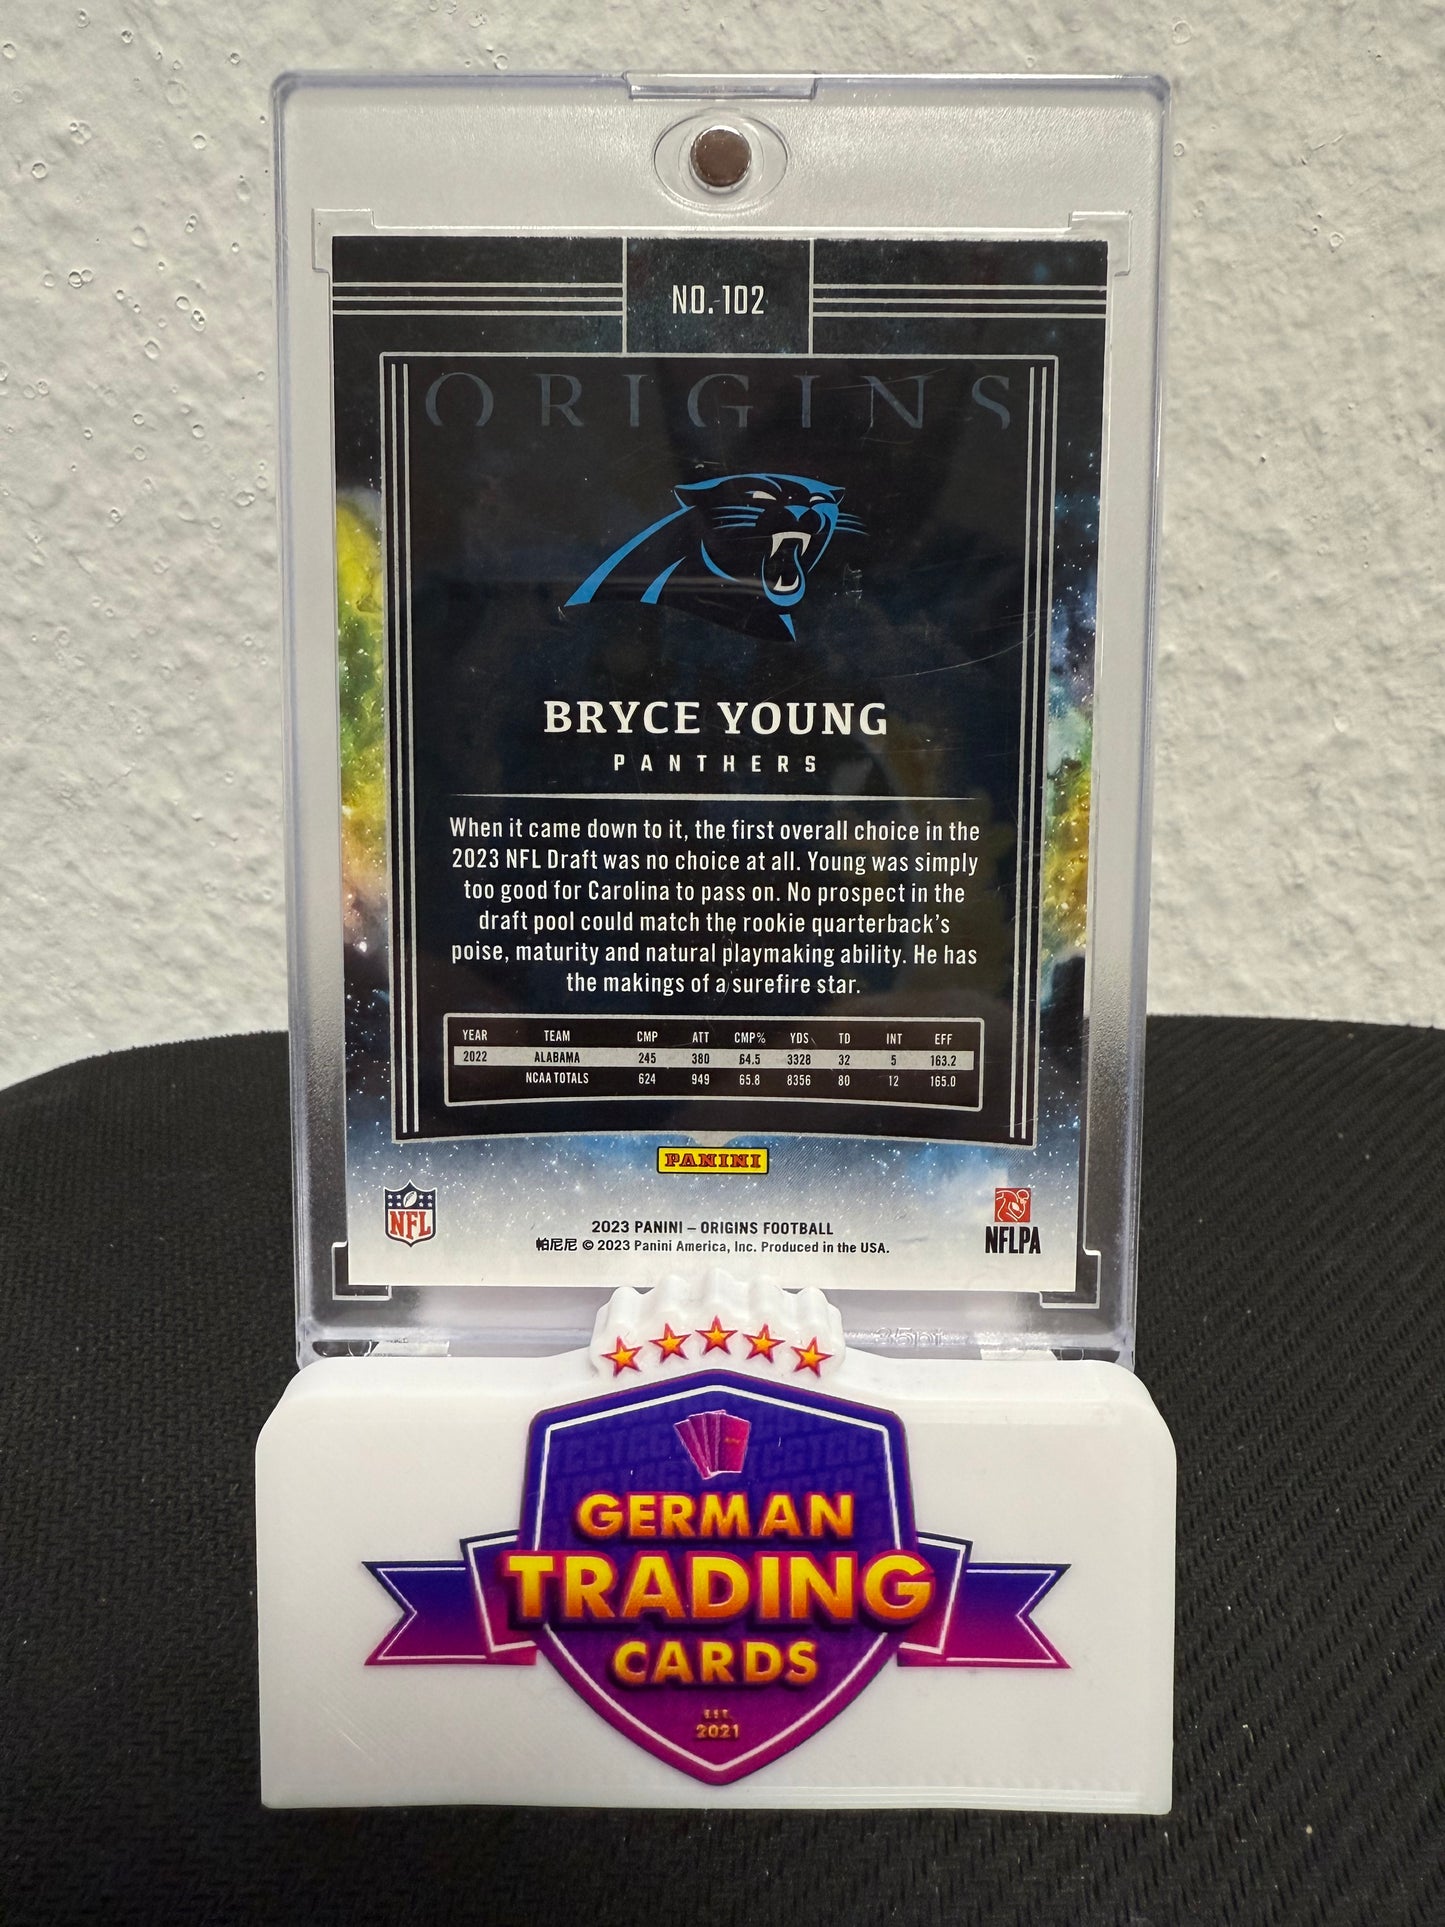 NO. 102
ORIGINS
BRYCE YOUNG
PANTHERS
When it came down to it, the first overall choice in the
2023 NFL Draft was no choice at all. Young was simply
too good for Carolina to pass on. No prospect in the
draft pool could match the rookie quarterback's
poise, maturity and natural playmaking ability. He has
the makings of a surefire star.
YEAR TEAM CMP ATT CMP% YDS TD INT EFF
2022 ALABAMA 245 380 64.5 3328 32 5 163.2
NCAA TOTALS 624 949 65.8 8356 80 12 165.0
PANINI
NFL
NFLPA
2023 PANINI – ORIGINS FOOTBALL
帕尼尼 © 2023 Panini America, Inc. Produced in the USA.
35pt
GERMAN
TRADING
CARDS
EST.
2021